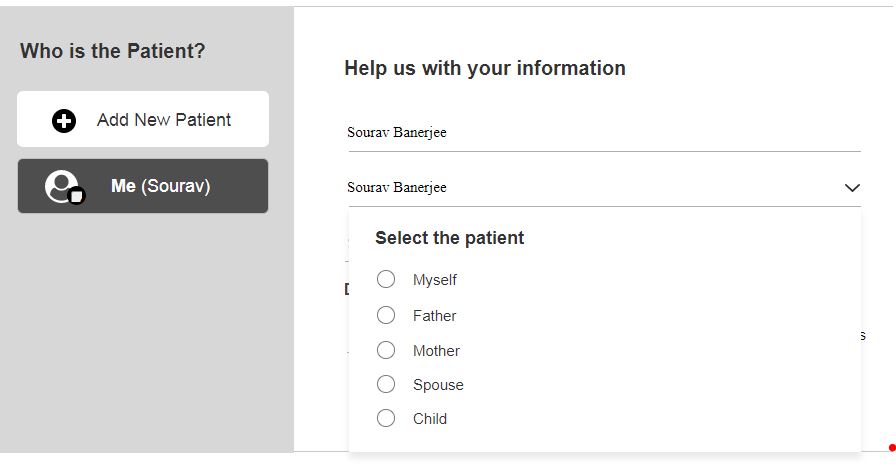 Who is the Patient?
Add New Patient
Me (Sourav)
Help us with your information
Sourav Banerjee
Sourav Banerjee
Select the patient
Myself
Father
Mother
Spouse
Child